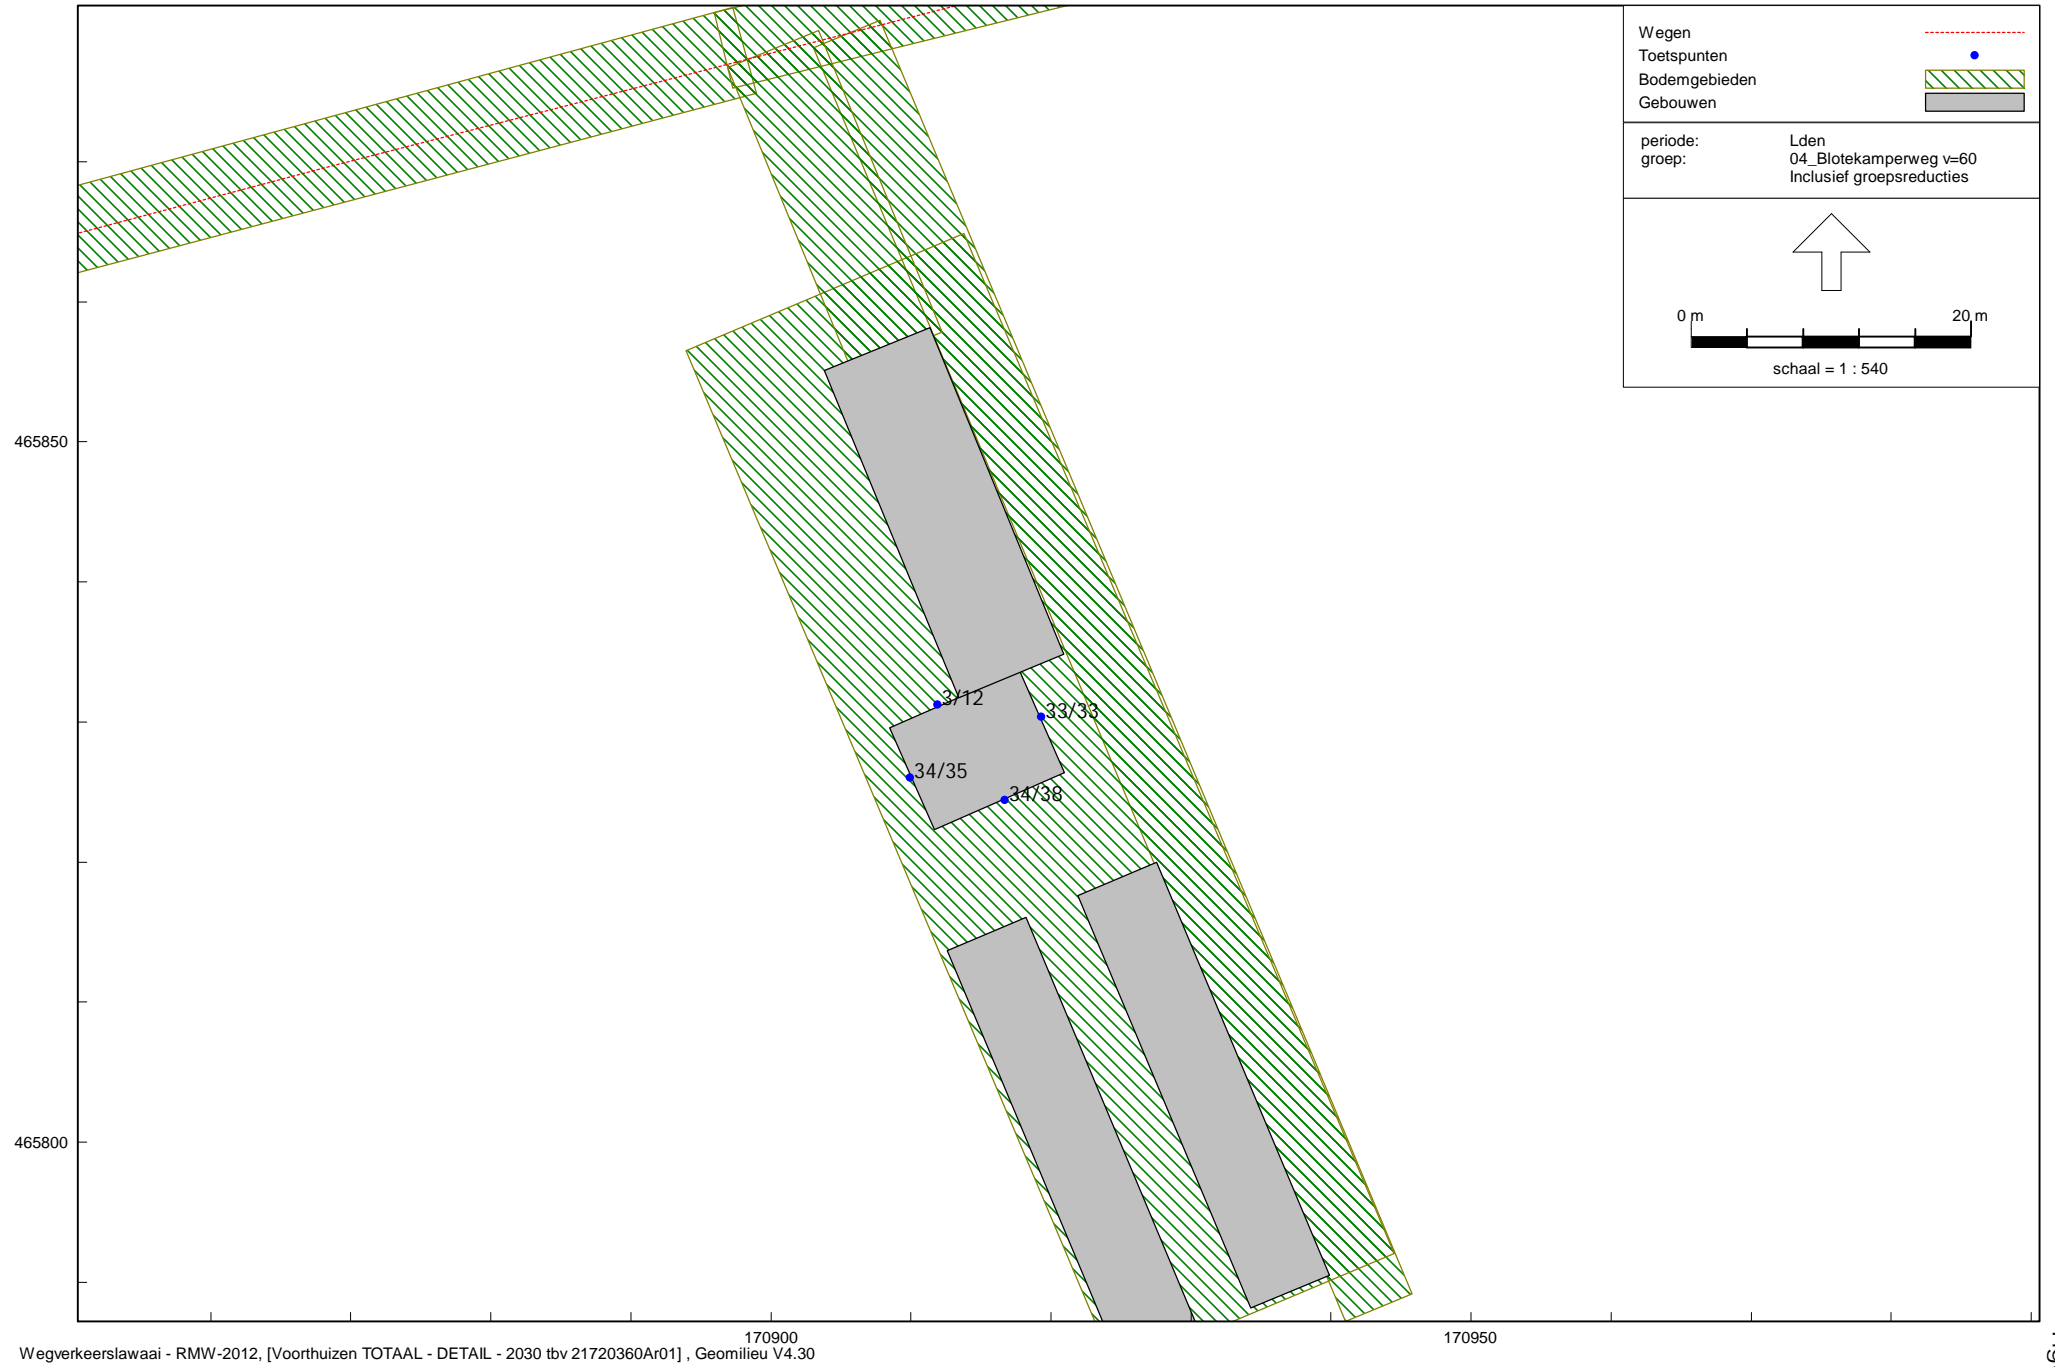 Wegen
Toetspunten
Bodemgebieden
Gebouwen
periode: Lden
groep: 04_Blotekamperweg v=60
Inclusief groepsreducties
0 m 20 m
schaal = 1 : 540
465850
3/12
33/33
34/35
34/38
465800
170900 170950
Wegverkeerslawaai - RMW-2012, [Voorthuizen TOTAAL - DETAIL - 2030 tbv 21720360Ar01] , Geomilieu V4.30